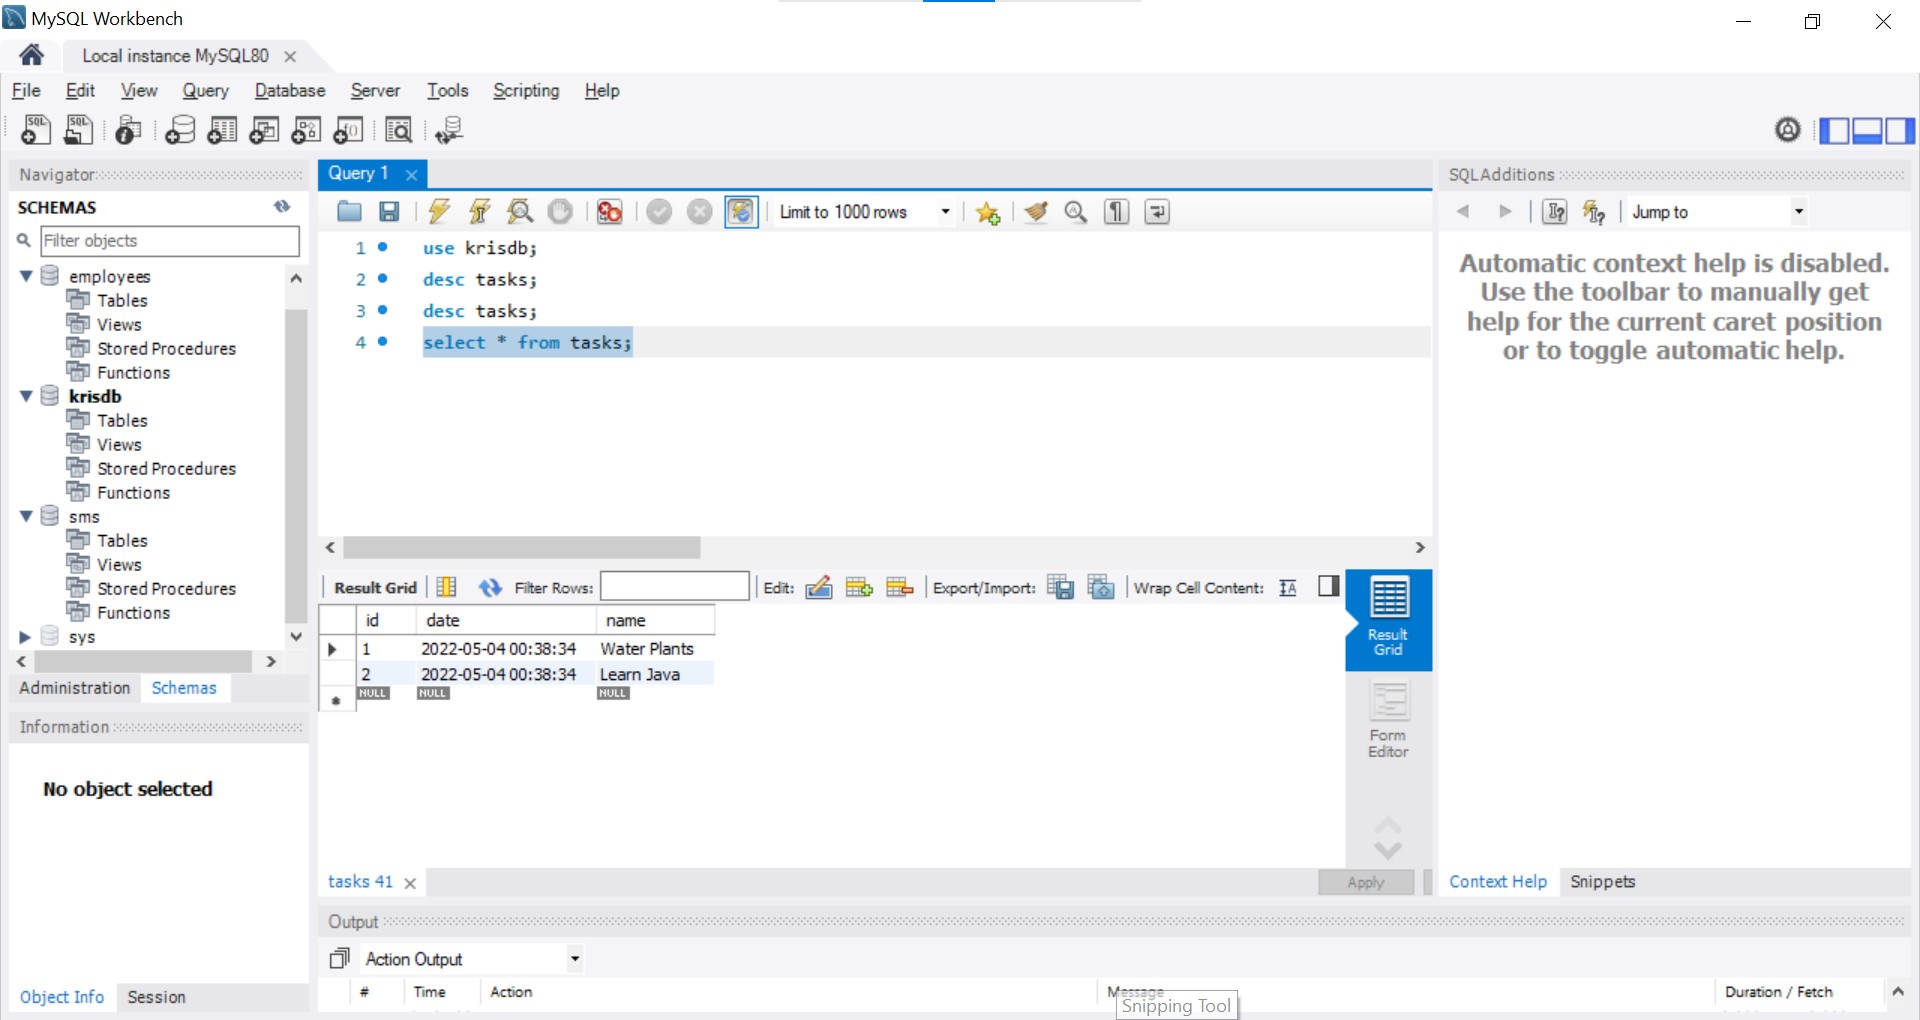 MySQL Workbench
Local instance MySQL80
File Edit View Query Database Server Tools Scripting Help
SQL SQL
Navigator
SCHEMAS
Filter objects
employees
Tables
Views
Stored Procedures
Functions
krisdb
Tables
Views
Stored Procedures
Functions
sms
Tables
Views
Stored Procedures
Functions
sys
Administration Schemas
Information
No object selected
Object Info Session
Query 1
Limit to 1000 rows
1 use krisdb;
2 desc tasks;
3 desc tasks;
4 select * from tasks;
Result Grid Filter Rows: Edit: Export/Import: Wrap Cell Content:
id date name
1 2022-05-04 00:38:34 Water Plants
2 2022-05-04 00:38:34 Learn Java
NULL NULL NULL
Result
Grid
Form
Editor
tasks 41
Apply
SQLAdditions
Jump to
Automatic context help is disabled.
Use the toolbar to manually get
help for the current caret position
or to toggle automatic help.
Context Help Snippets
Output
Action Output
# Time Action Message Duration / Fetch
Snipping Tool